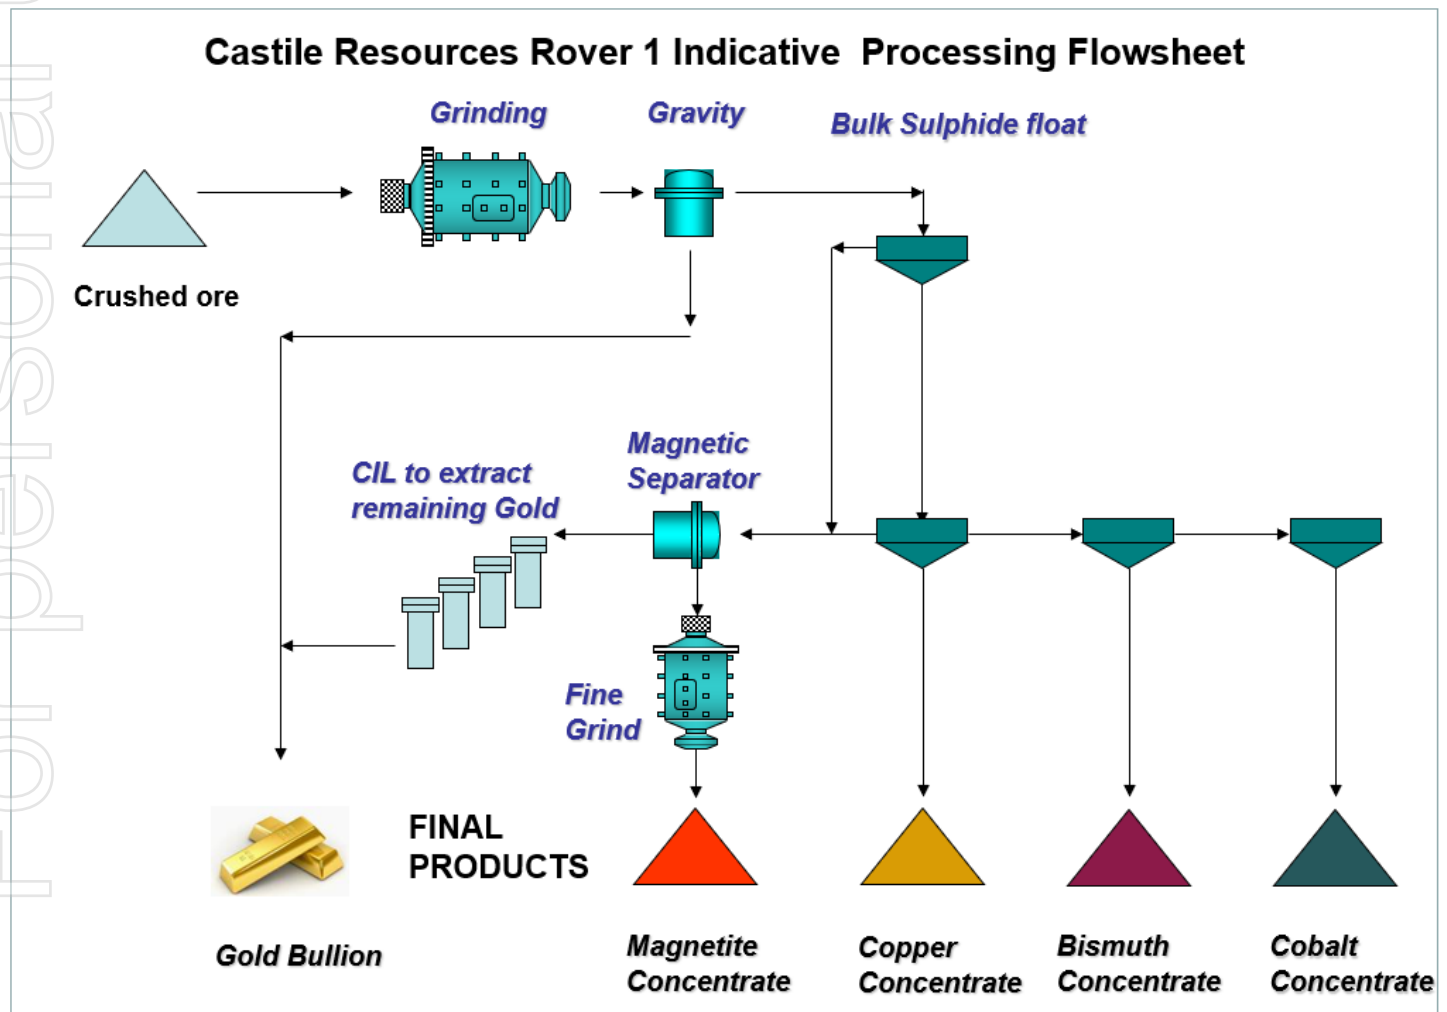 Castile Resources Rover 1 Indicative  Processing Flowsheet
Grinding
Gravity
Bulk Sulphide float
Crushed ore
CIL to extract
remaining Gold
Magnetic
Separator
Fine
Grind
FINAL
PRODUCTS
Gold Bullion
Magnetite
Concentrate
Copper
Concentrate
Bismuth
Concentrate
Cobalt
Concentrate
For personal